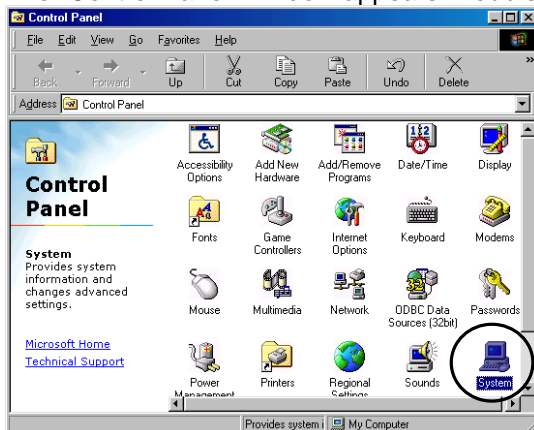 Control Panel
File Edit View Go Favorites Help
Back Forward Up Cut Copy Paste Undo Delete »
Address Control Panel
Control
Panel
System
Provides system
information and
changes advanced
settings.
Microsoft Home
Technical Support
Accessibility
Options
Add New
Hardware
Add/Remove
Programs
Date/Time
Display
Fonts
Game
Controllers
Internet
Options
Keyboard
Modems
Mouse
Multimedia
Network
ODBC Data
Sources (32bit)
Passwords
Power
Management
Printers
Regional
Settings
Sounds
System
Provides system i My Computer